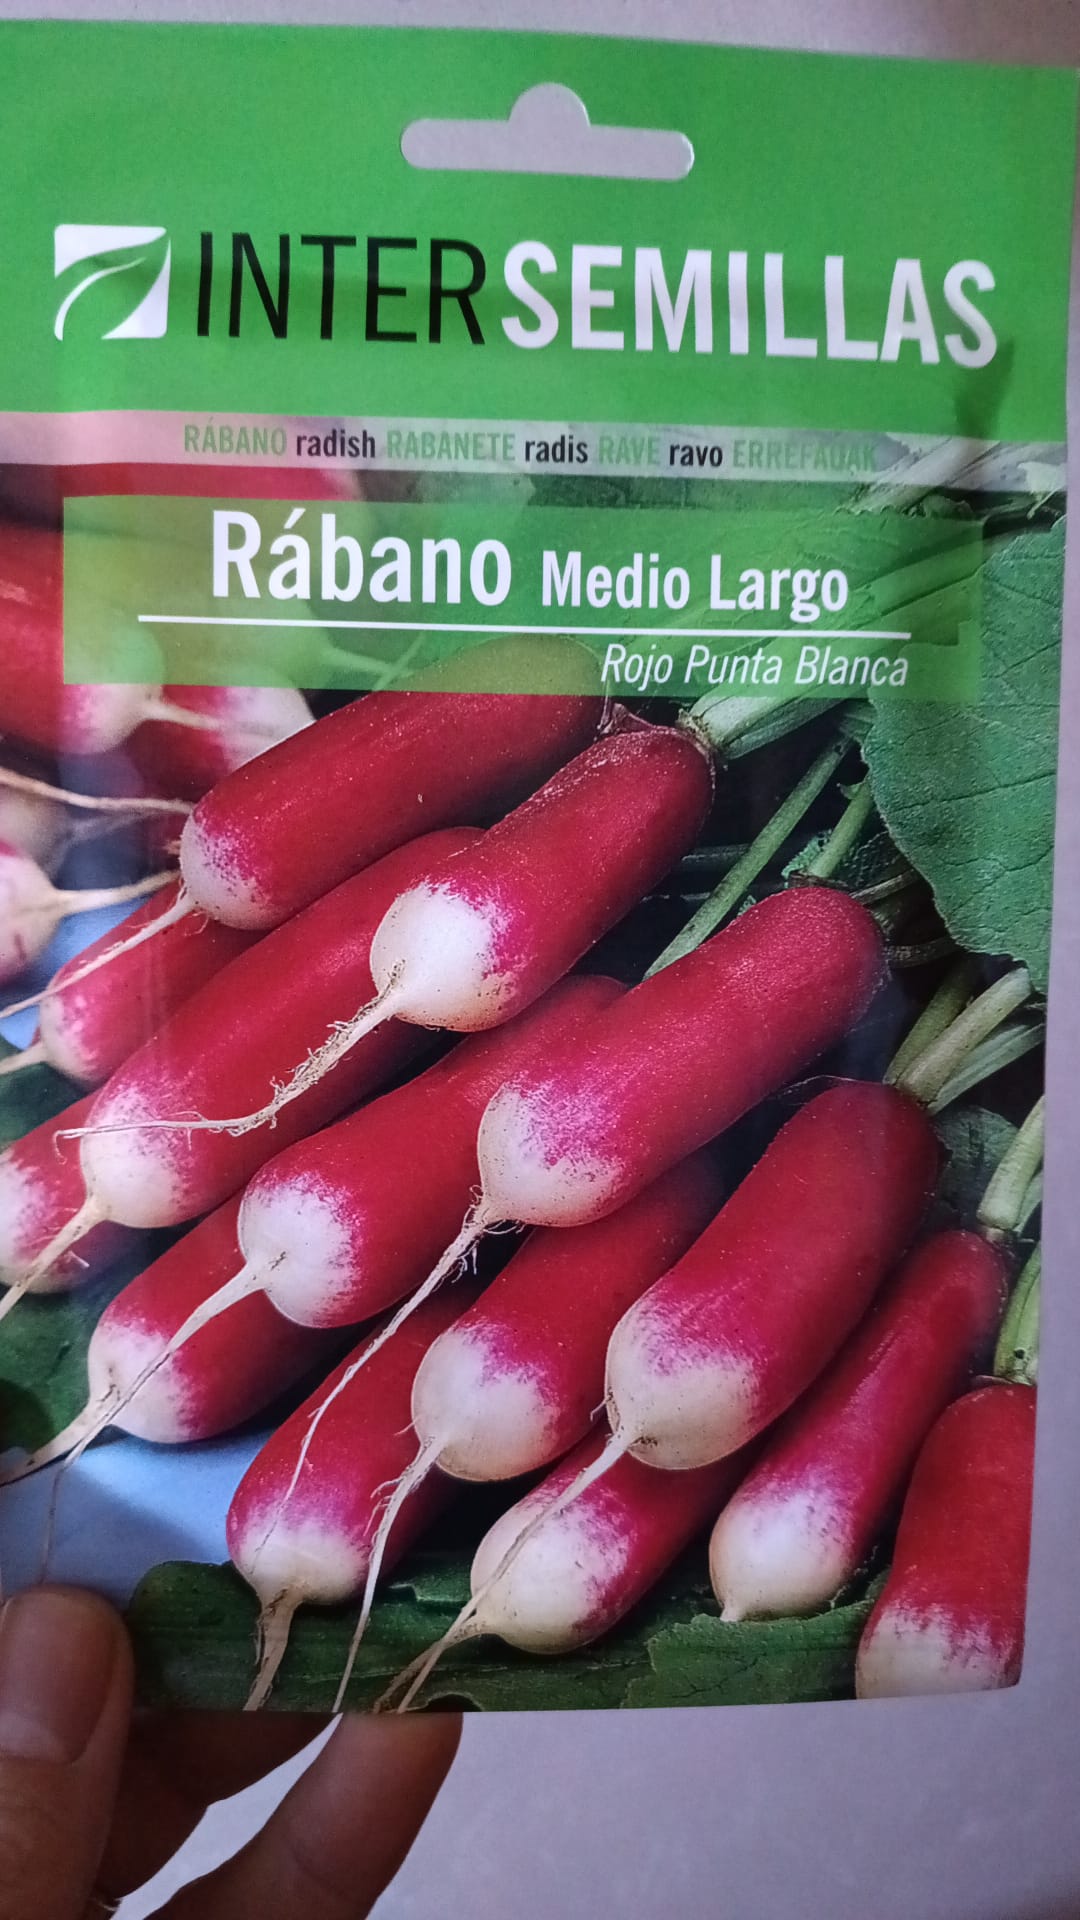 INTERSEMILLAS
RÁBANO radish RABANETE radis RAVE ravo ERREFAUAK
Rábano Medio Largo
Rojo Punta Blanca